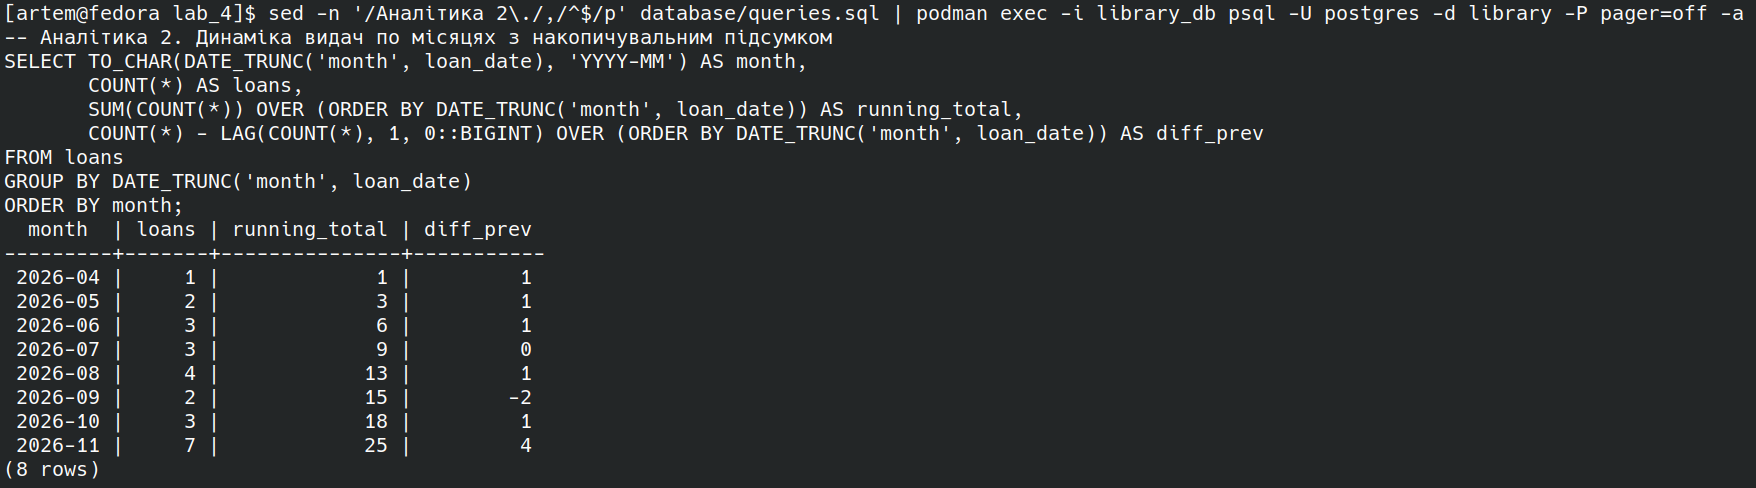 [artem@fedora lab_4]$ sed -n '/Аналітика 2\./,/^$/p' database/queries.sql | podman exec -i library_db psql -U postgres -d library -P pager=off -a
-- Аналітика 2. Динаміка видач по місяцях з накопичувальним підсумком
SELECT TO_CHAR(DATE_TRUNC('month', loan_date), 'YYYY-MM') AS month,
       COUNT(*) AS loans,
       SUM(COUNT(*)) OVER (ORDER BY DATE_TRUNC('month', loan_date)) AS running_total,
       COUNT(*) - LAG(COUNT(*), 1, 0::BIGINT) OVER (ORDER BY DATE_TRUNC('month', loan_date)) AS diff_prev
FROM loans
GROUP BY DATE_TRUNC('month', loan_date)
ORDER BY month;
  month  | loans | running_total | diff_prev
---------+-------+---------------+-----------
 2026-04 |     1 |             1 |         1
 2026-05 |     2 |             3 |         1
 2026-06 |     3 |             6 |         1
 2026-07 |     3 |             9 |         0
 2026-08 |     4 |            13 |         1
 2026-09 |     2 |            15 |        -2
 2026-10 |     3 |            18 |         1
 2026-11 |     7 |            25 |         4
(8 rows)